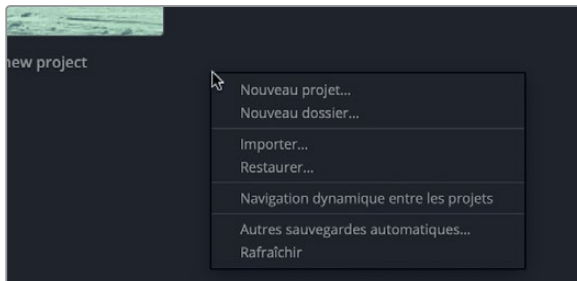 new project
Nouveau projet...
Nouveau dossier...
Importer...
Restaurer...
Navigation dynamique entre les projets
Autres sauvegardes automatiques...
Rafraîchir